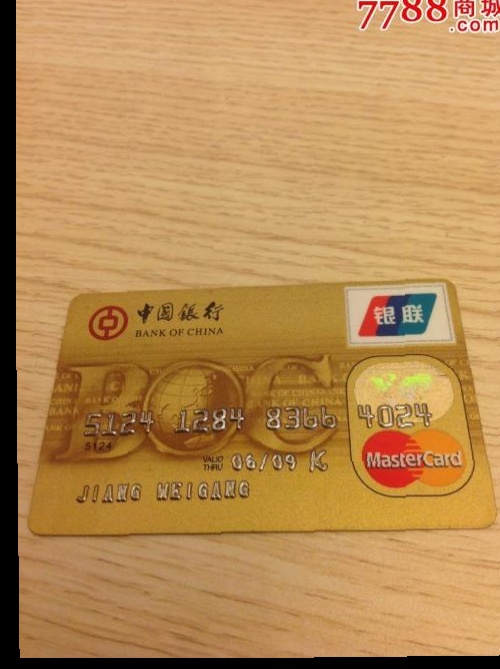 7788商城
.com
中国银行
BANK OF CHINA
银联
BOC
5124 1284 8366 4024
5124
VALID THRU 06/09 K
MasterCard
JIANG WEIGANG